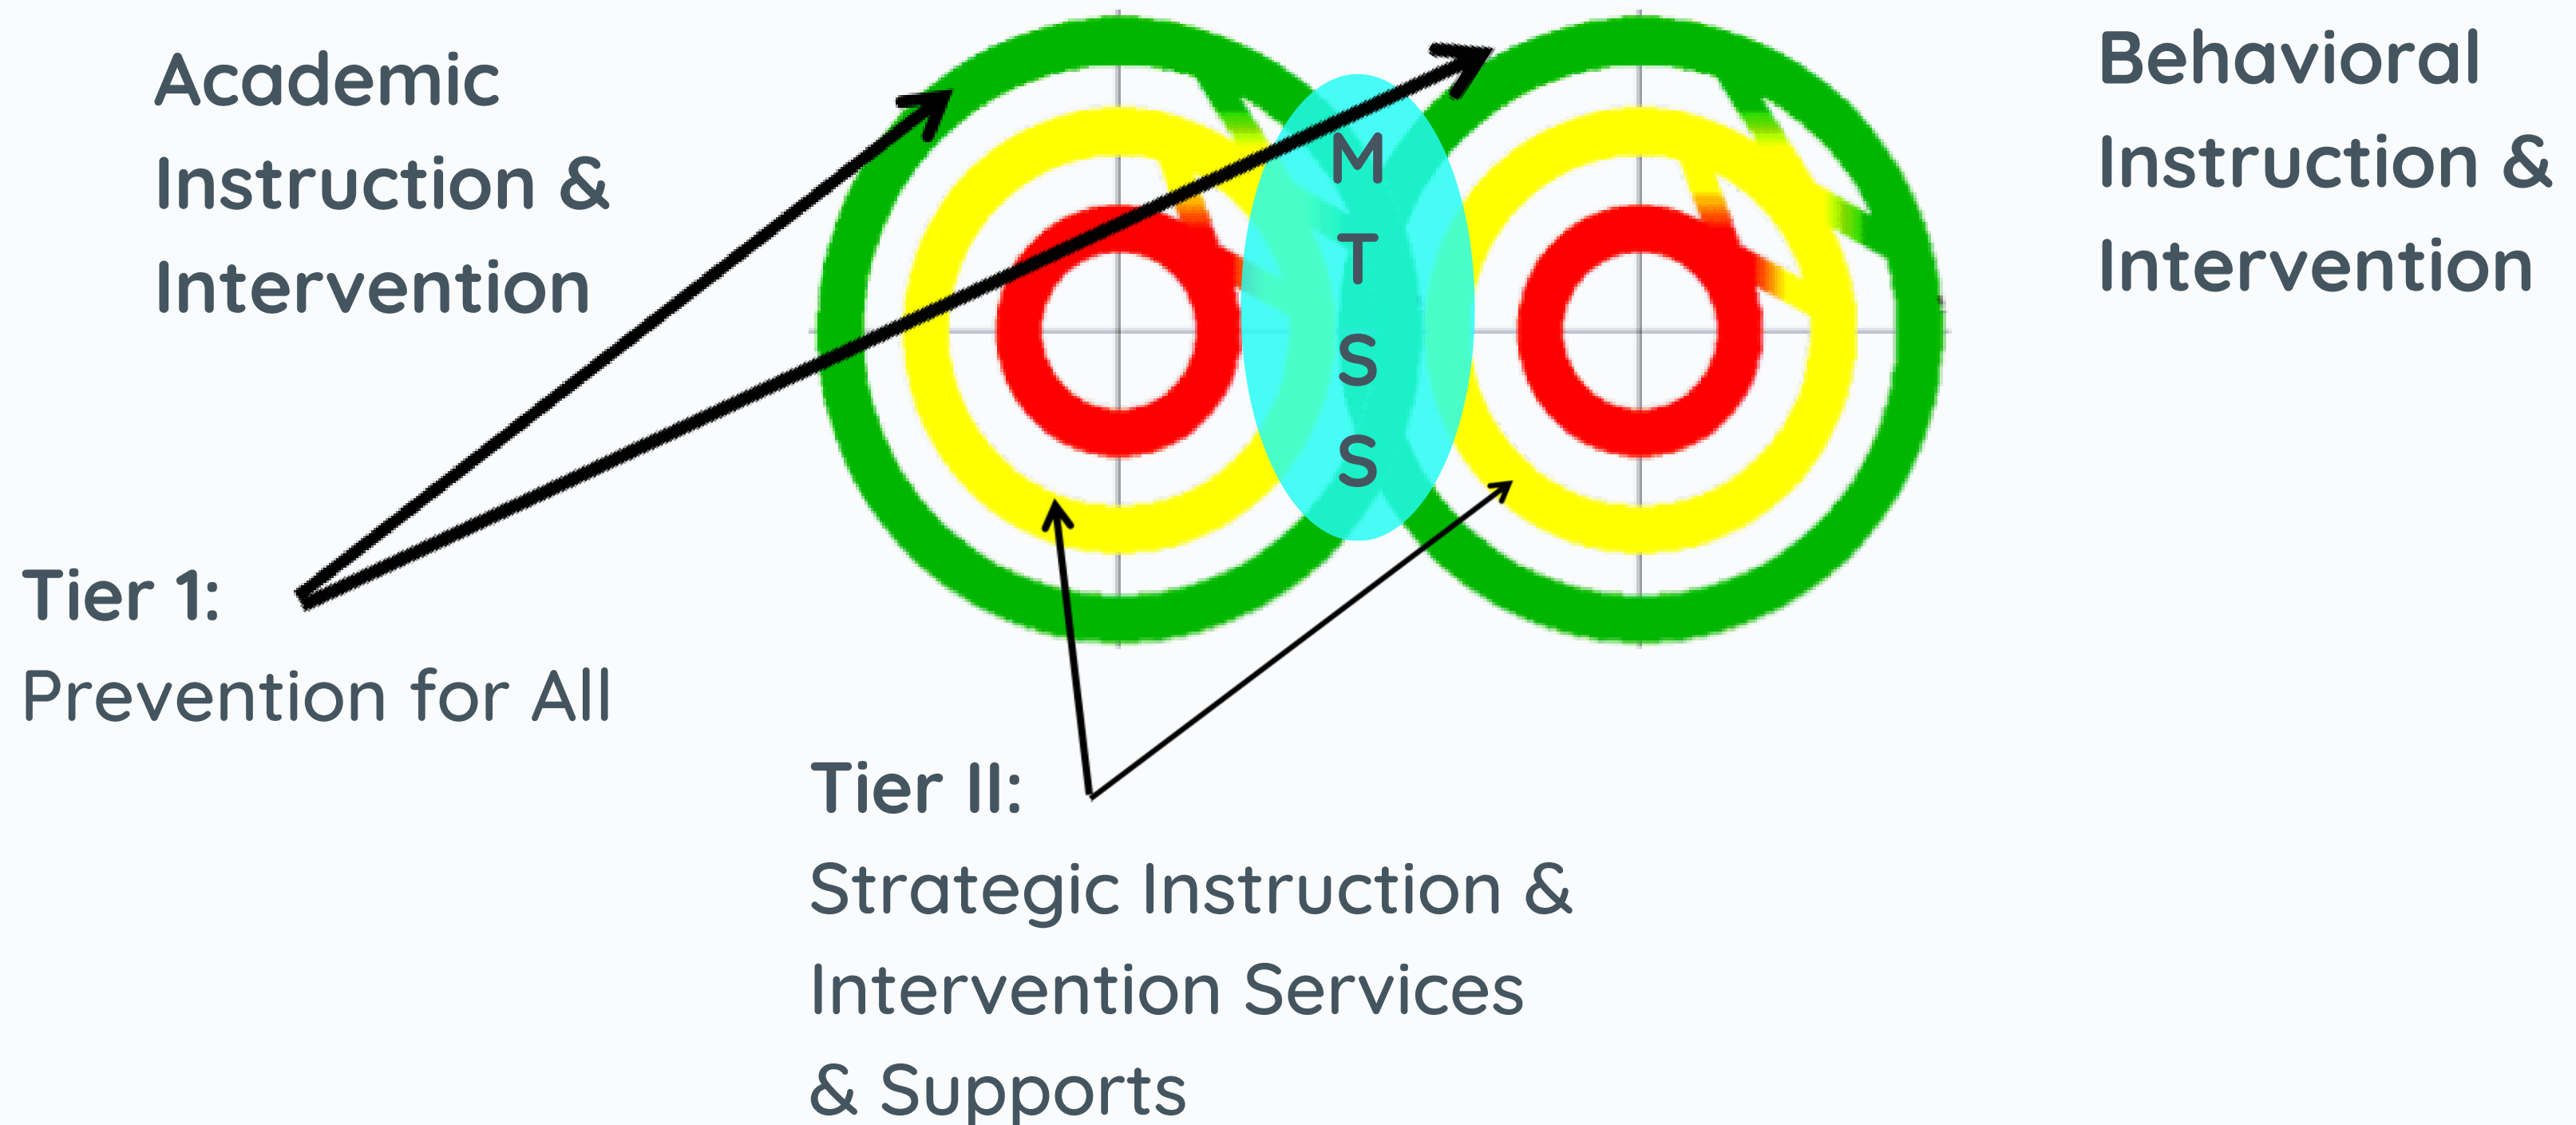 Academic
Instruction &
Intervention
Behavioral
Instruction &
Intervention
M
T
S
S
Tier 1:
Prevention for All
Tier II:
Strategic Instruction &
Intervention Services
& Supports